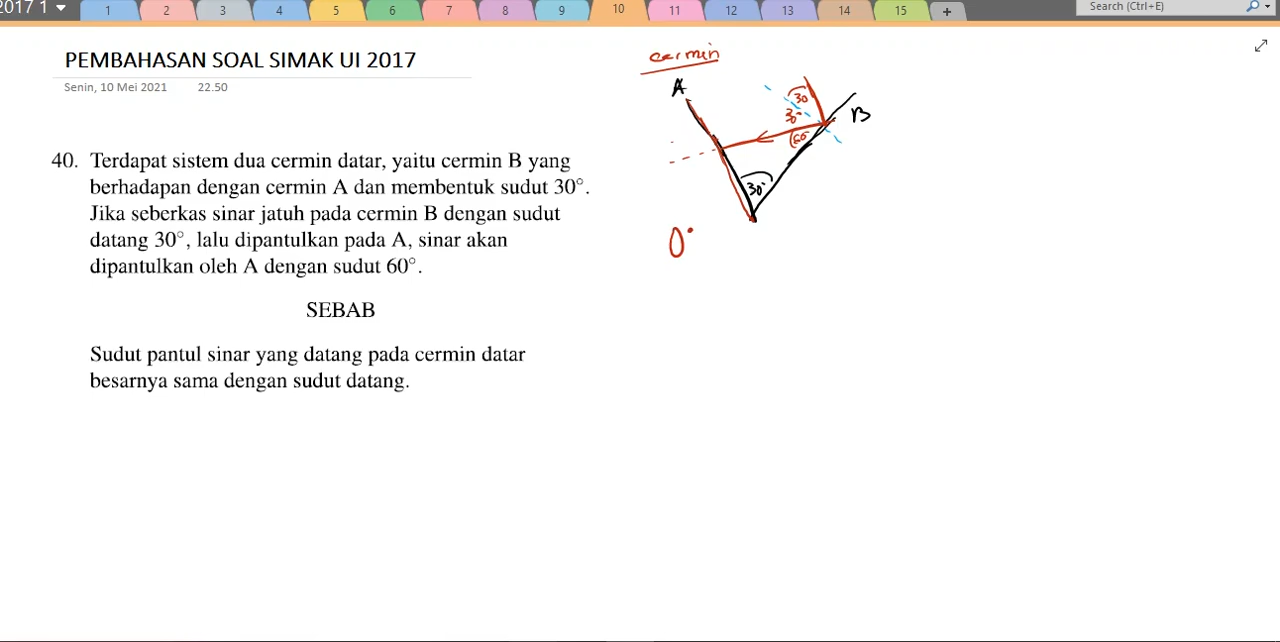 2017 1
1 2 3 4 5 6 7 8 9 10 11 12 13 14 15 +
Search (Ctrl+E)
PEMBAHASAN SOAL SIMAK UI 2017
Senin, 10 Mei 2021 22.50
40. Terdapat sistem dua cermin datar, yaitu cermin B yang
berhadapan dengan cermin A dan membentuk sudut 30°.
Jika seberkas sinar jatuh pada cermin B dengan sudut
datang 30°, lalu dipantulkan pada A, sinar akan
dipantulkan oleh A dengan sudut 60°.
SEBAB
Sudut pantul sinar yang datang pada cermin datar
besarnya sama dengan sudut datang.
cermin
A
30
30°
B
60°
30°
0°